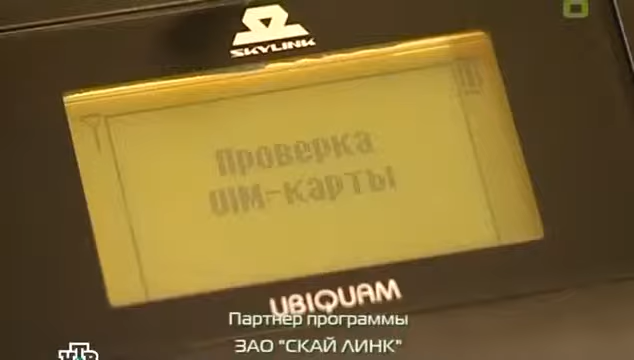 SKYLINK
Проверка
UIM-карты
UBIQUAM
Партнер программы
ЗАО "СКАЙ ЛИНК"
НТВ